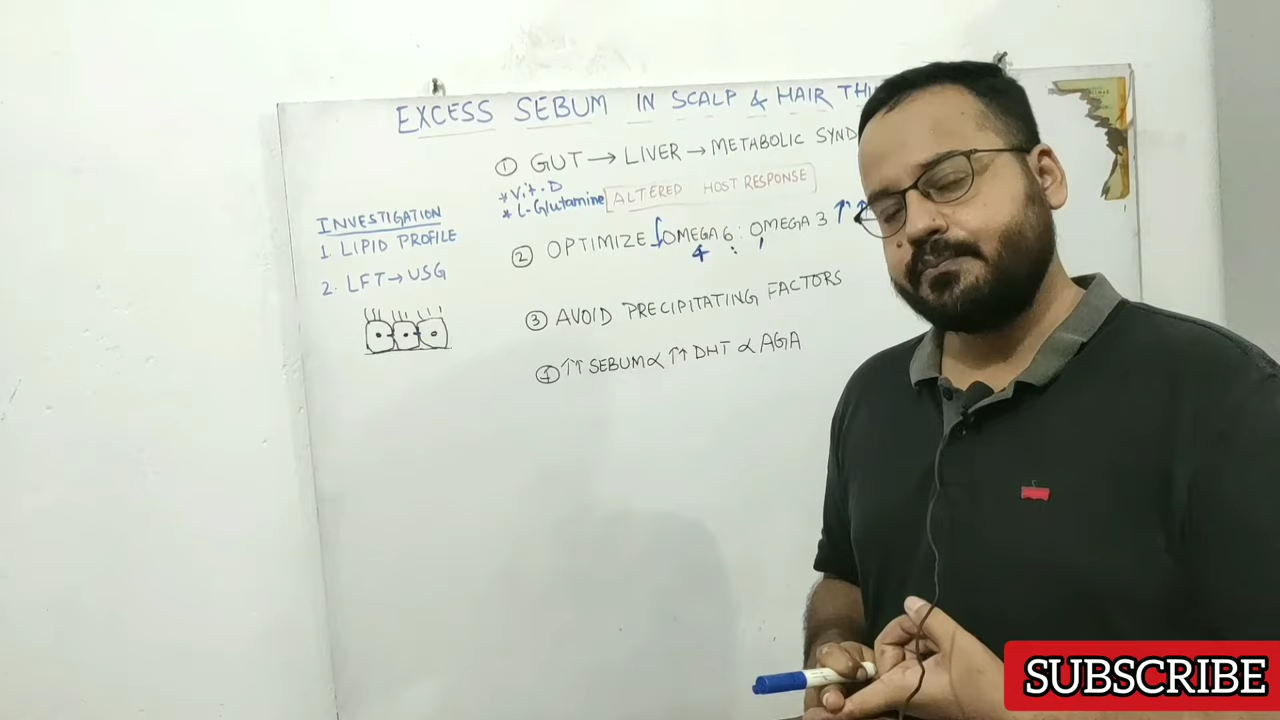 EXCESS SEBUM IN SCALP & HAIR
① GUT → LIVER → METABOLIC SYND
* Vit. D
* L-Glutamine
ALTERED HOST RESPONSE
② OPTIMIZE ↓ OMEGA 6 : OMEGA 3 ↑↑
4 : 1
③ AVOID PRECIPITATING FACTORS
④ ↑↑ SEBUM ∝ ↑↑ DHT ∝ AGA
INVESTIGATION
1. LIPID PROFILE
2. LFT → USG
SUBSCRIBE